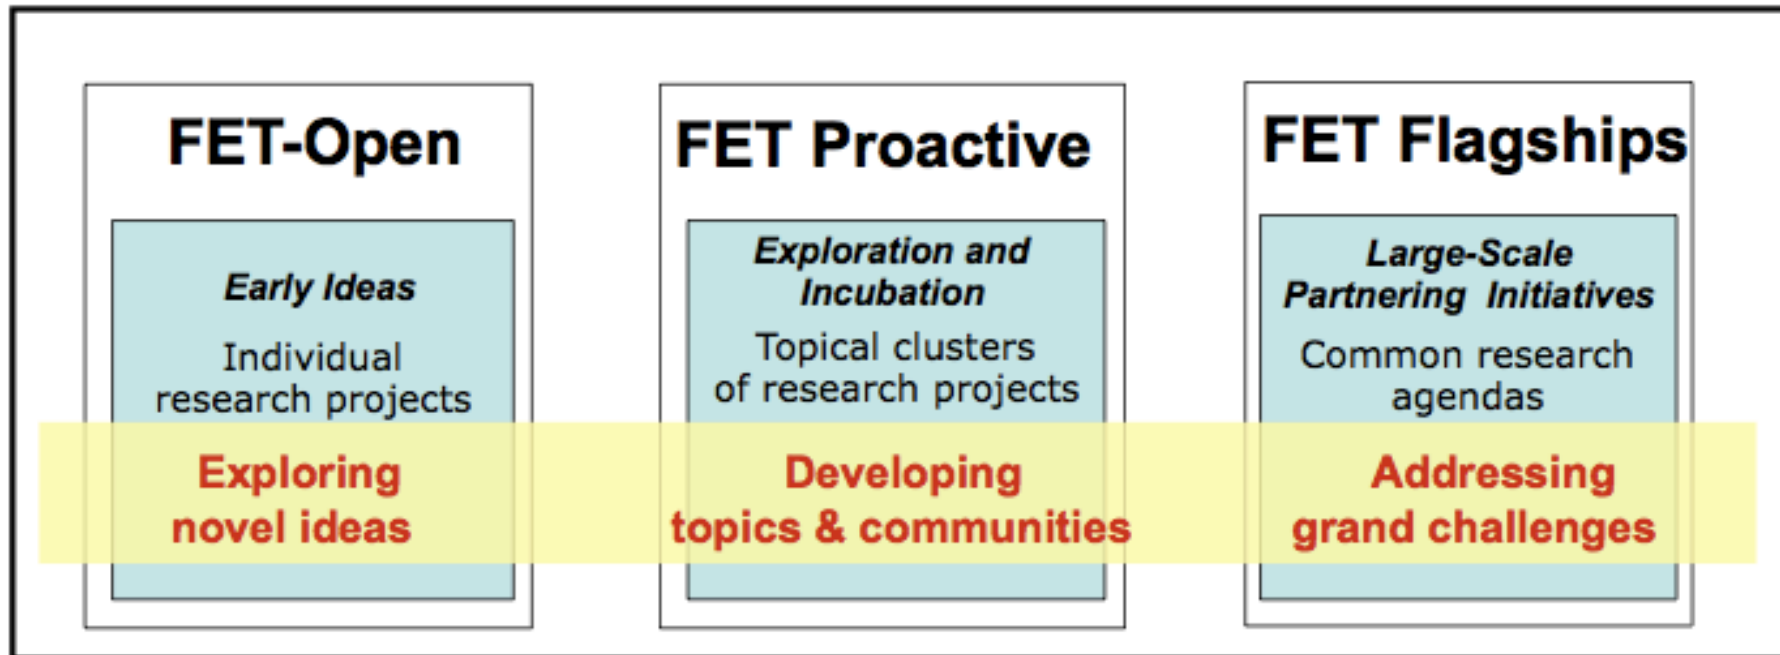 FET-Open
Early Ideas
Individual
research projects
Exploring
novel ideas
FET Proactive
Exploration and
Incubation
Topical clusters
of research projects
Developing
topics & communities
FET Flagships
Large-Scale
Partnering Initiatives
Common research
agendas
Addressing
grand challenges